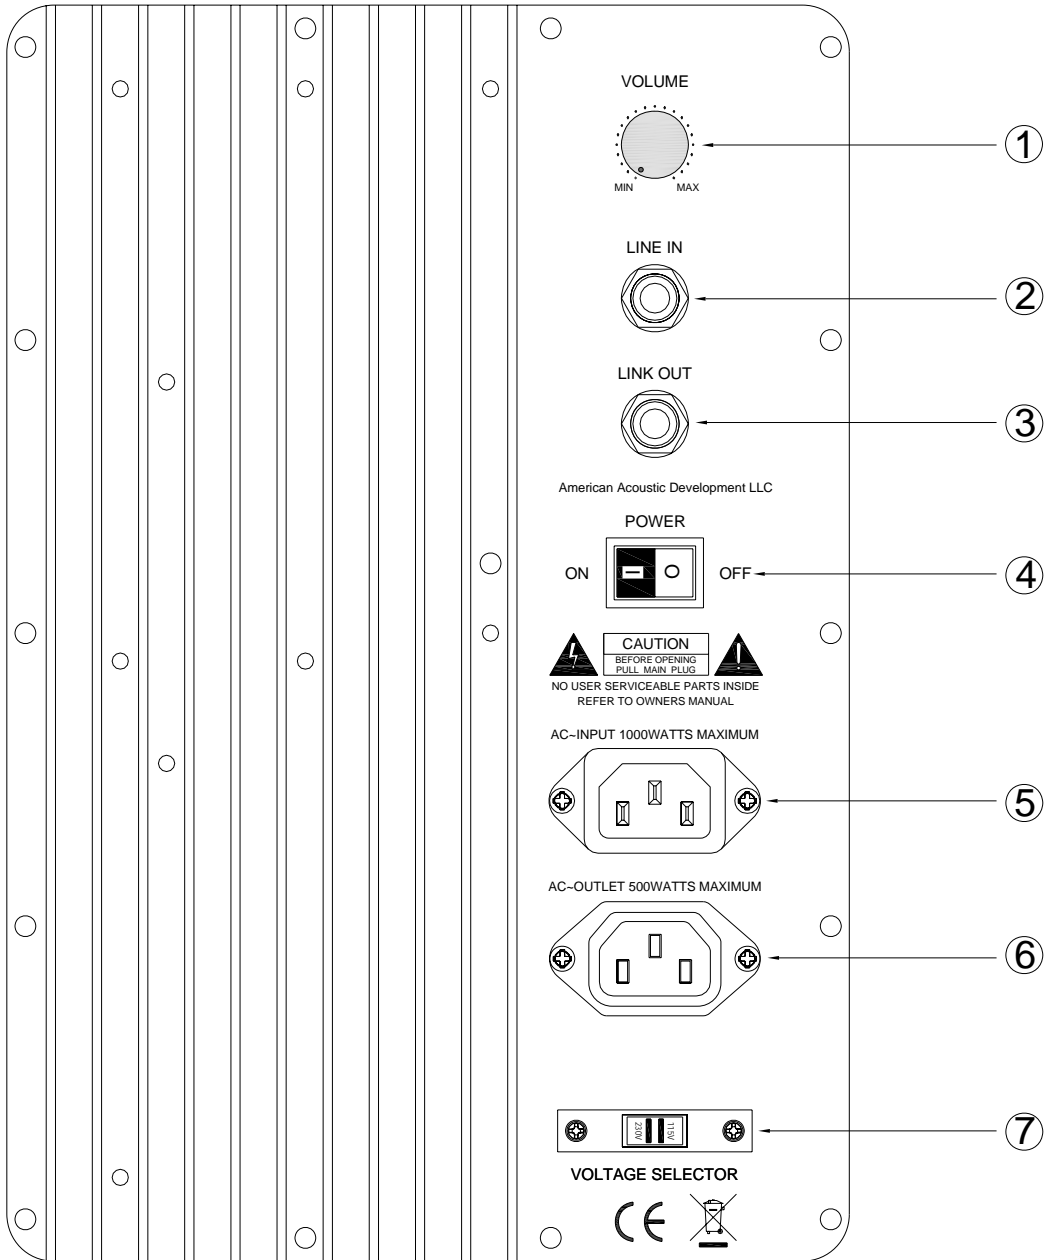 VOLUME
1
MIN MAX
LINE IN
2
LINK OUT
3
American Acoustic Development LLC
POWER
ON I O OFF
4
CAUTION
BEFORE OPENING
PULL MAIN PLUG
NO USER SERVICEABLE PARTS INSIDE
REFER TO OWNERS MANUAL
AC~INPUT 1000WATTS MAXIMUM
5
AC~OUTLET 500WATTS MAXIMUM
6
230V 115V
7
VOLTAGE SELECTOR
CE